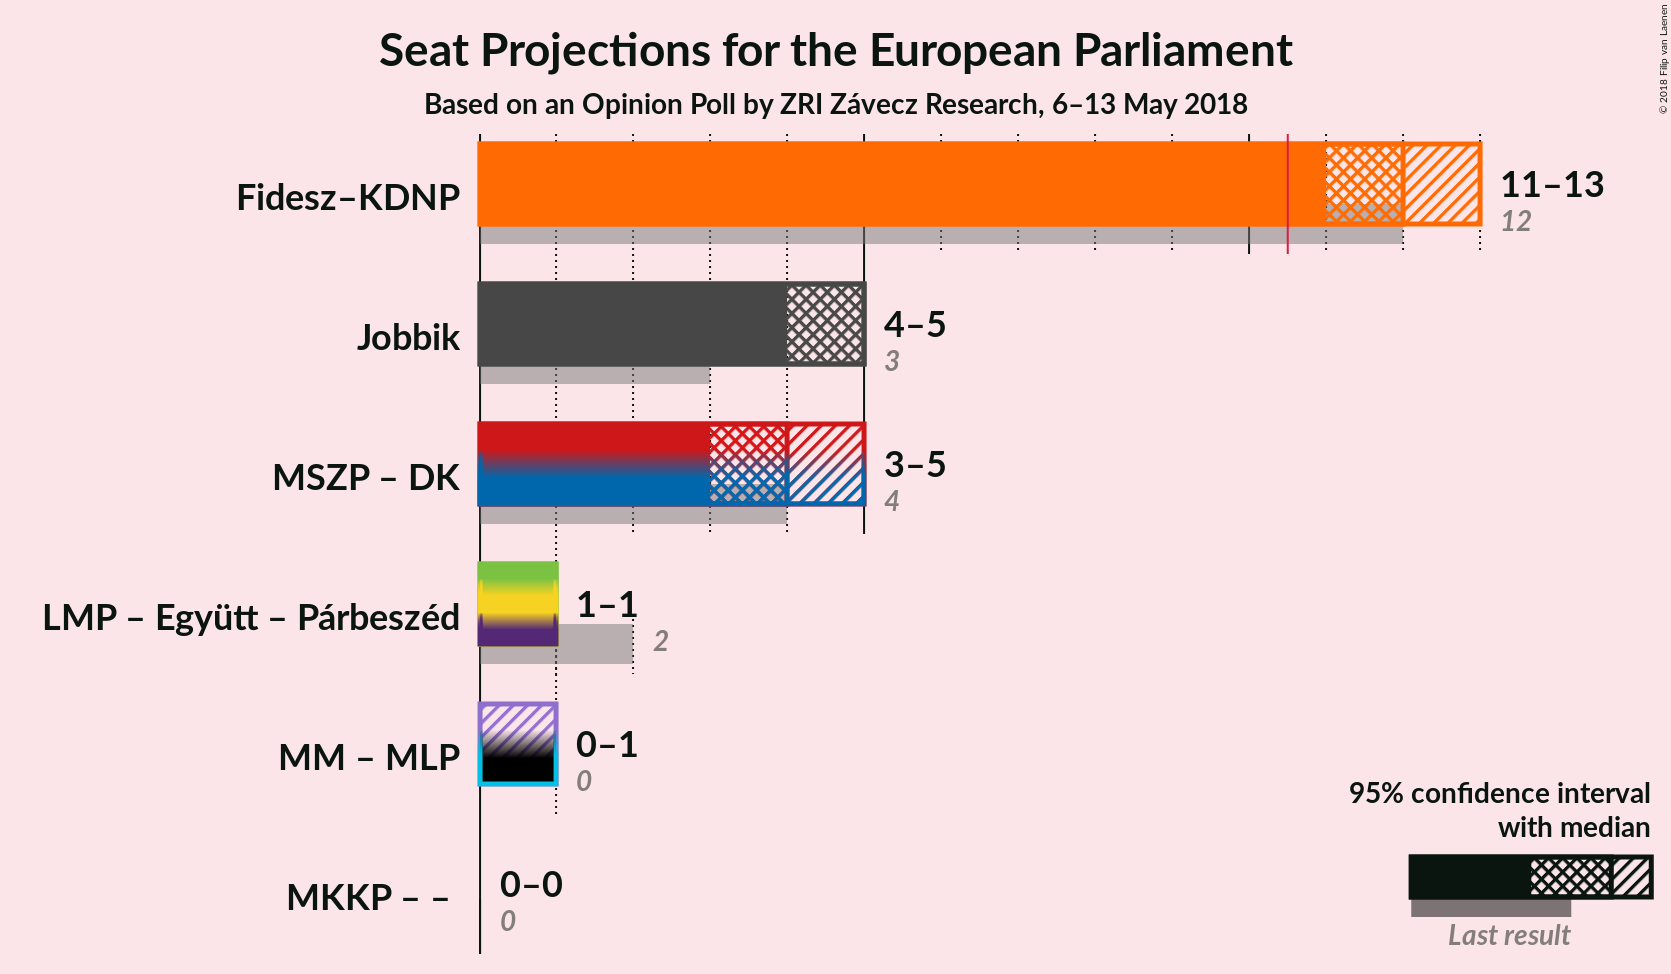 Seat Projections for the European Parliament
Based on an Opinion Poll by ZRI Závecz Research, 6–13 May 2018
© 2018 Filip van Laenen
Fidesz–KDNP
11–13
12
Jobbik
4–5
3
MSZP – DK
3–5
4
LMP – Együtt – Párbeszéd
1–1
2
MM – MLP
0–1
0
MKKP – –
0–0
0
95% confidence interval
with median
Last result